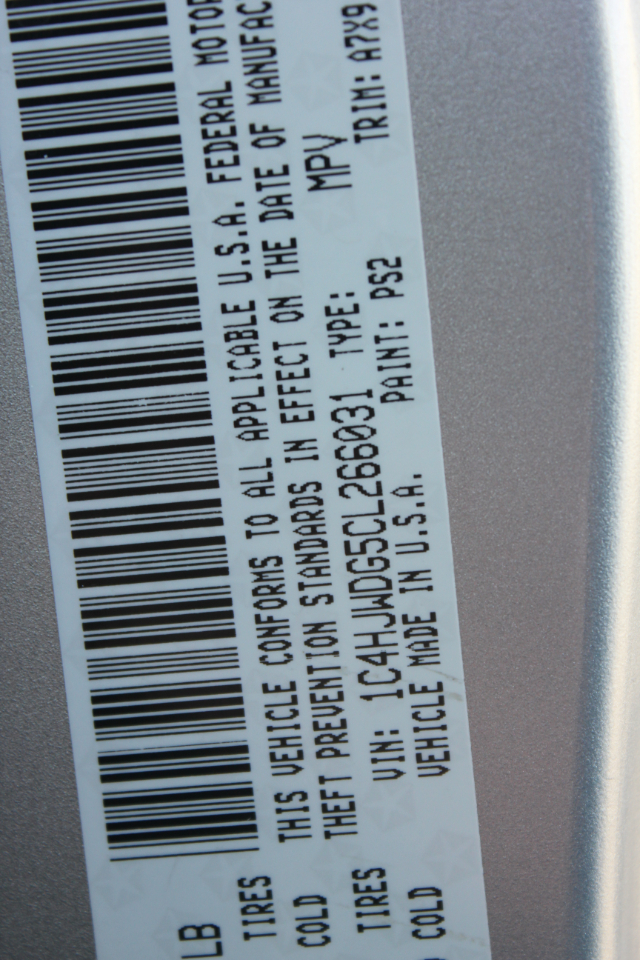 LB
TIRES
COLD
TIRES
COLD
THIS VEHICLE CONFORMS TO ALL APPLICABLE U.S.A. FEDERAL MOTOR
THEFT PREVENTION STANDARDS IN EFFECT ON THE DATE OF MANUFAC
VIN: 1C4HJWDG5CL266031 TYPE: MPV
VEHICLE MADE IN U.S.A. PAINT: PS2 TRIM: A7X9